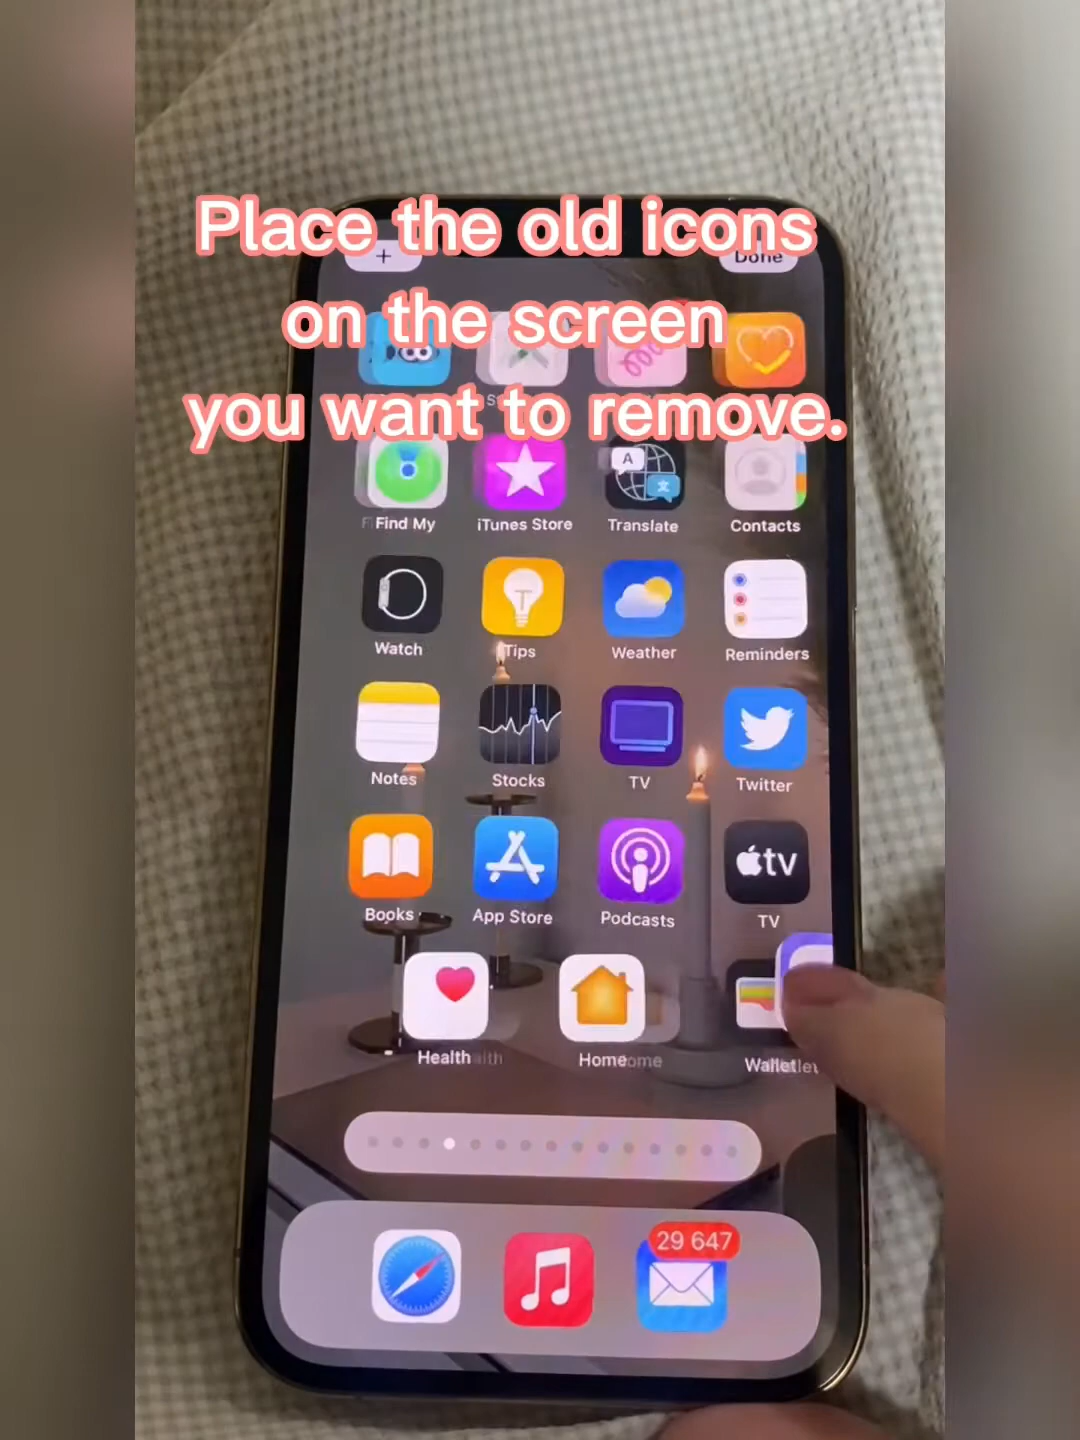 Place the old icons
+ Done
on the screen
you want to remove.
A 文
Find My iTunes Store Translate Contacts
T
Watch Tips Weather Reminders
Notes Stocks TV Twitter
tv
Books App Store Podcasts TV
Health Home Wallet
29 647